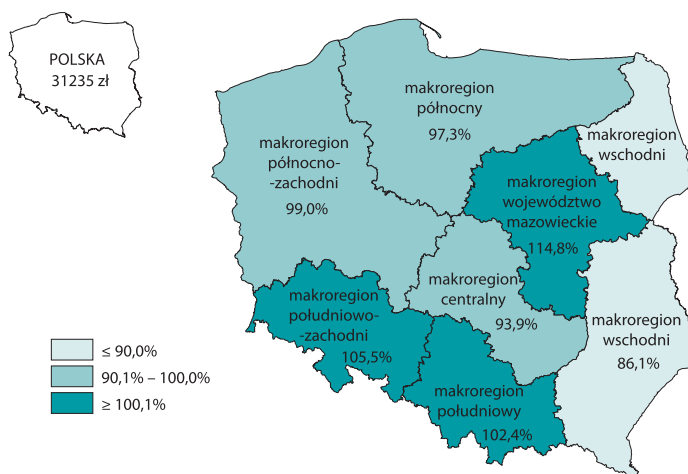 POLSKA
31235 zł
makroregion
północny
97,3%
makroregion
wschodni
makroregion
północno-
-zachodni
99,0%
makroregion
województwo
mazowieckie
114,8%
makroregion
centralny
93,9%
makroregion
południowo-
-zachodni
105,5%
makroregion
wschodni
86,1%
makroregion
południowy
102,4%
≤ 90,0%
90,1% – 100,0%
≥ 100,1%